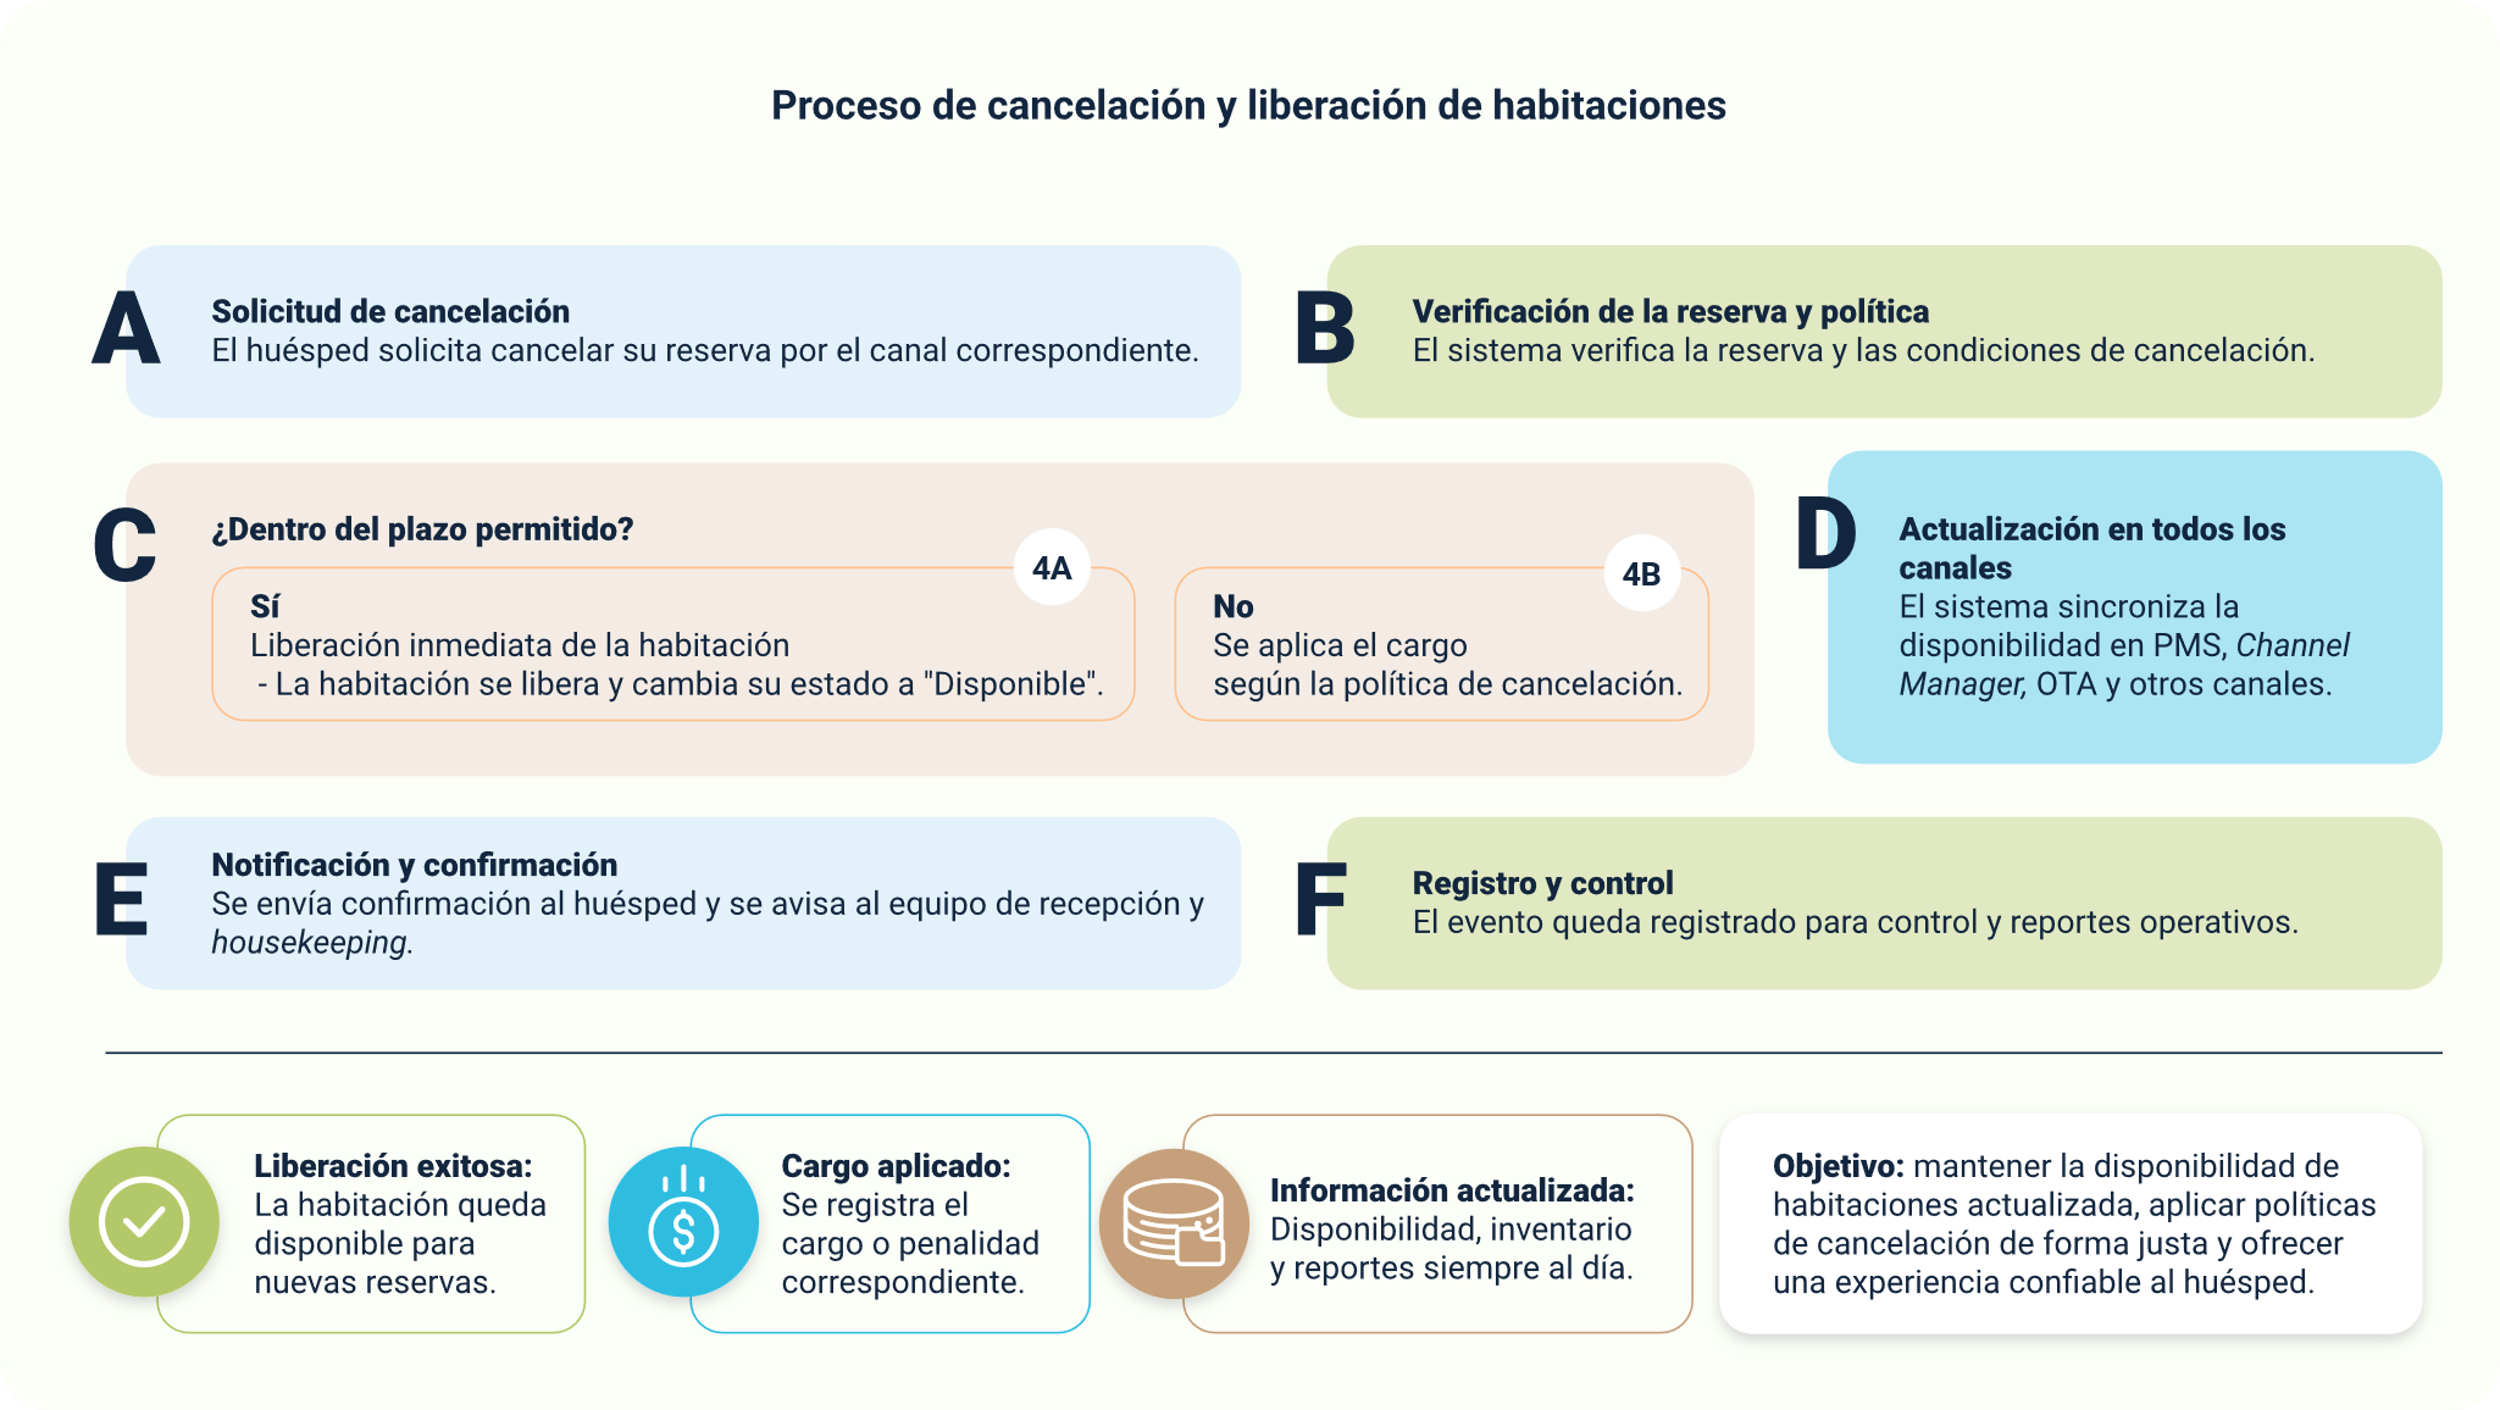 Proceso de cancelación y liberación de habitaciones
A
Solicitud de cancelación
El huésped solicita cancelar su reserva por el canal correspondiente.
B
Verificación de la reserva y política
El sistema verifica la reserva y las condiciones de cancelación.
C
¿Dentro del plazo permitido?
4A
Sí
Liberación inmediata de la habitación
- La habitación se libera y cambia su estado a "Disponible".
4B
No
Se aplica el cargo
según la política de cancelación.
D
Actualización en todos los
canales
El sistema sincroniza la
disponibilidad en PMS, Channel
Manager, OTA y otros canales.
E
Notificación y confirmación
Se envía confirmación al huésped y se avisa al equipo de recepción y
housekeeping.
F
Registro y control
El evento queda registrado para control y reportes operativos.
Liberación exitosa:
La habitación queda
disponible para
nuevas reservas.
$
Cargo aplicado:
Se registra el
cargo o penalidad
correspondiente.
Información actualizada:
Disponibilidad, inventario
y reportes siempre al día.
Objetivo: mantener la disponibilidad de
habitaciones actualizada, aplicar políticas
de cancelación de forma justa y ofrecer
una experiencia confiable al huésped.